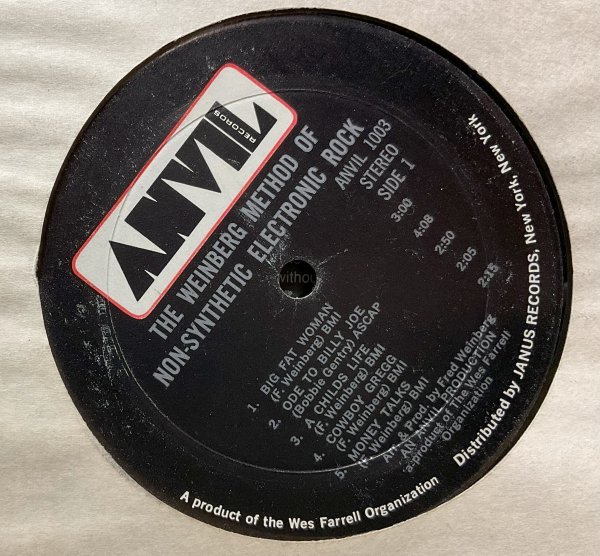 ANVIL
RECORDS
THE WEINBERG METHOD OF
NON-SYNTHETIC ELECTRONIC ROCK
ANVIL 1003
STEREO
SIDE 1
1. BIG FAT WOMAN 3:00
(F. Weinberg) BMI
2. ODE TO BILLY JOE 4:08
(Bobbie Gentry) ASCAP
3. A CHILDS LIFE 2:50
(F. Weinberg) BMI
4. COWBOY GREGG 2:05
(F. Weinberg) BMI
5. MONEY TALKS 2:15
(F. Weinberg) BMI
Arr. & Prod. by Fred Weinberg
AN ANVIL PRODUCTION
a product of The Wes Farrell
Organization
withou
A product of the Wes Farrell Organization
Distributed by JANUS RECORDS, New York, New York